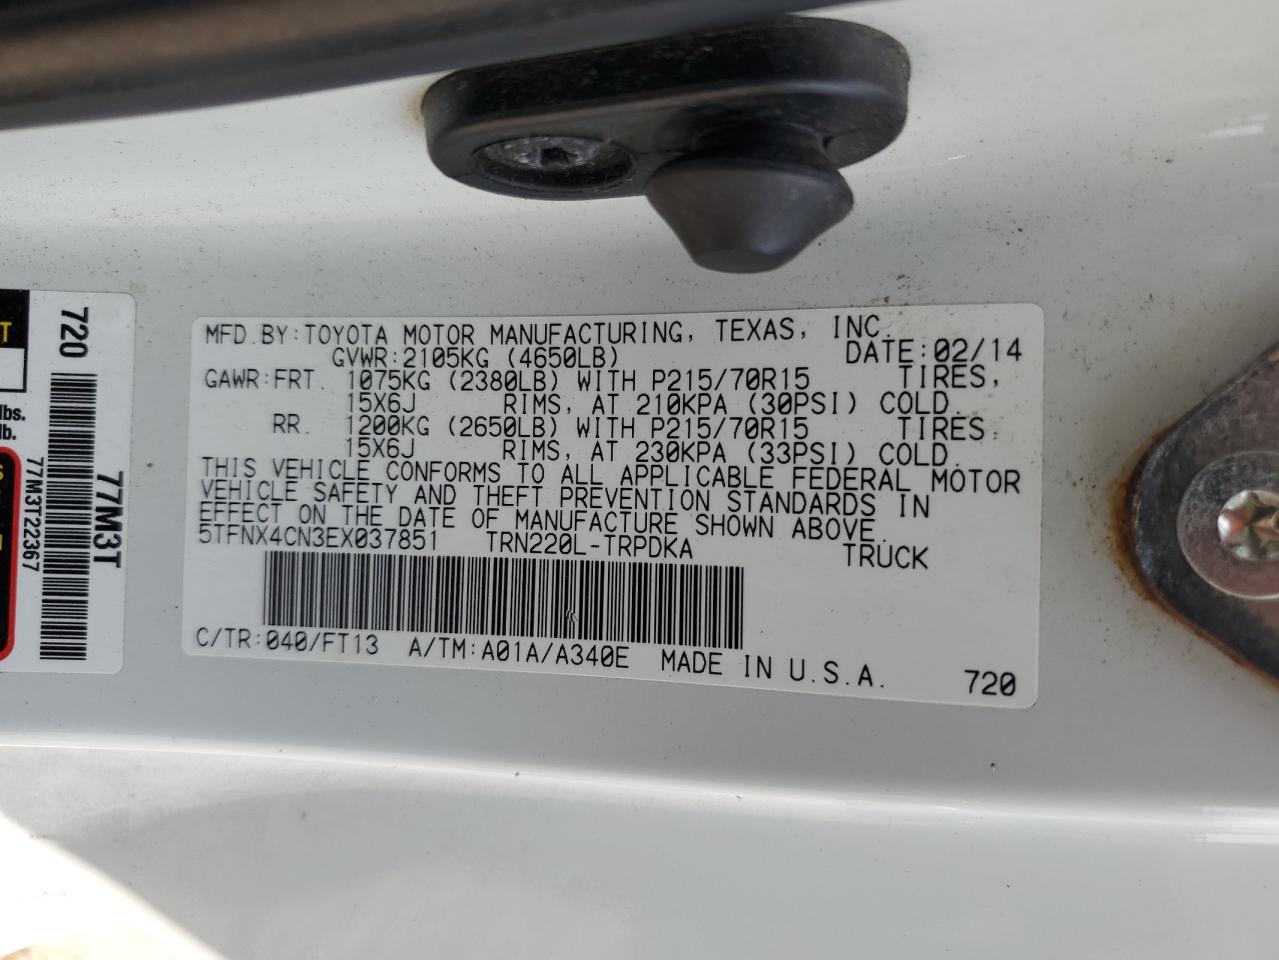 MFD.BY:TOYOTA MOTOR MANUFACTURING, TEXAS, INC.
GVWR:2105KG (4650LB) DATE:02/14
GAWR:FRT. 1075KG (2380LB) WITH P215/70R15 TIRES,
15X6J RIMS, AT 210KPA (30PSI) COLD.
RR. 1200KG (2650LB) WITH P215/70R15 TIRES,
15X6J RIMS, AT 230KPA (33PSI) COLD.
THIS VEHICLE CONFORMS TO ALL APPLICABLE FEDERAL MOTOR
VEHICLE SAFETY AND THEFT PREVENTION STANDARDS IN
EFFECT ON THE DATE OF MANUFACTURE SHOWN ABOVE.
5TFNX4CN3EX037851 TRN220L-TRPDKA TRUCK
C/TR:040/FT13 A/TM:A01A/A340E MADE IN U.S.A.
720
720
77M3T
77M3T22367
lbs.
lb.